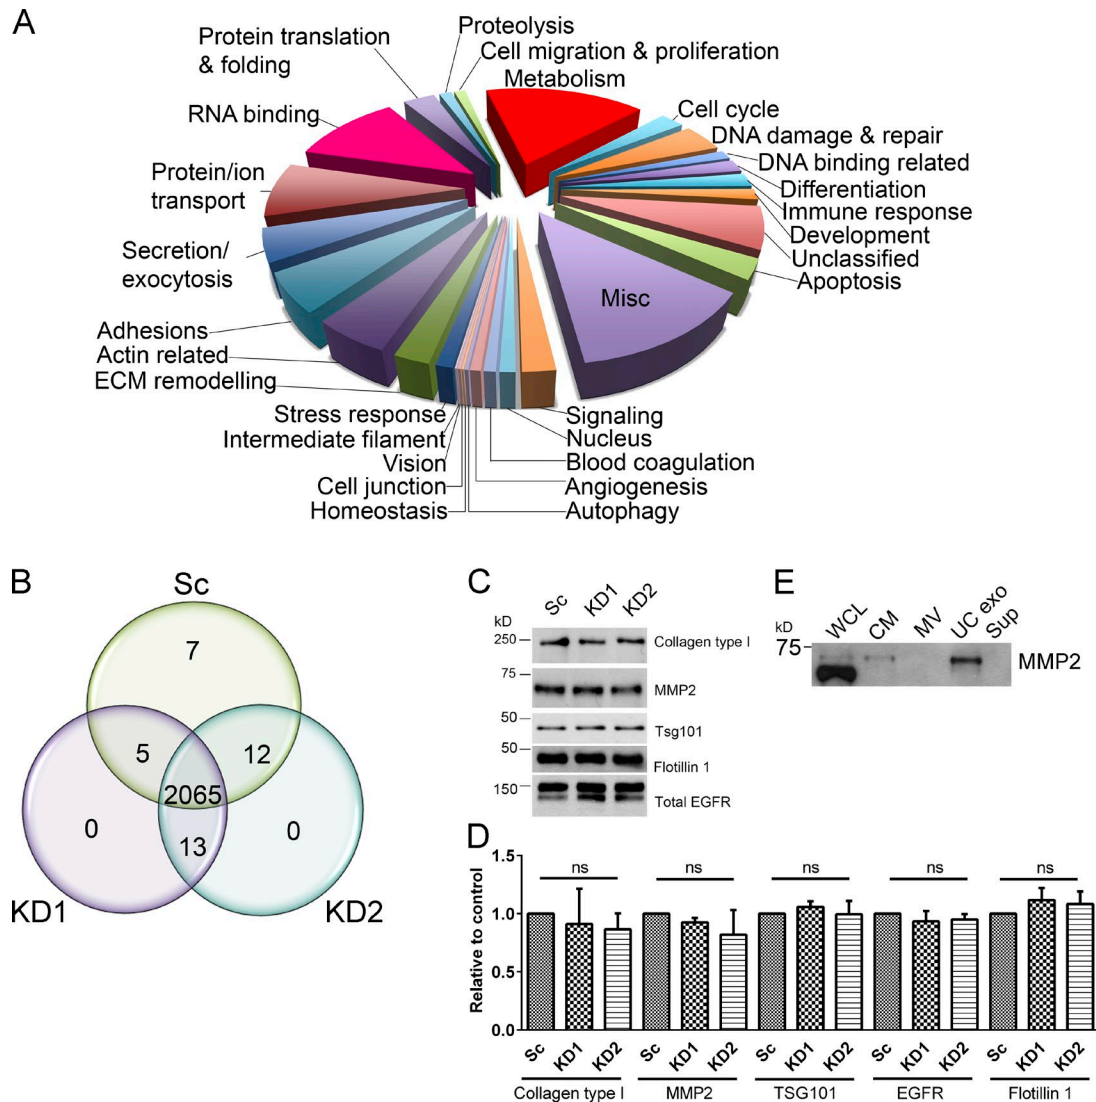 A
Proteolysis
Protein translation
& folding
Cell migration & proliferation
Metabolism
RNA binding
Cell cycle
DNA damage & repair
DNA binding related
Protein/ion
transport
Differentiation
Immune response
Development
Unclassified
Secretion/
exocytosis
Apoptosis
Misc
Adhesions
Actin related
ECM remodelling
Stress response
Signaling
Intermediate filament
Nucleus
Vision
Blood coagulation
Cell junction
Angiogenesis
Homeostasis
Autophagy
B
Sc
7
5
12
2065
0
13
0
KD1
KD2
C
Sc
KD1
KD2
kD
250
Collagen type I
75
MMP2
50
Tsg101
50
Flotillin 1
150
Total EGFR
E
WCL
CM
MV
UC exo
Sup
kD
75
MMP2
D
Relative to control
1.5
1.0
0.5
0.0
ns ns ns ns ns
Sc KD1 KD2 Sc KD1 KD2 Sc KD1 KD2 Sc KD1 KD2 Sc KD1 KD2
Collagen type I MMP2 TSG101 EGFR Flotillin 1